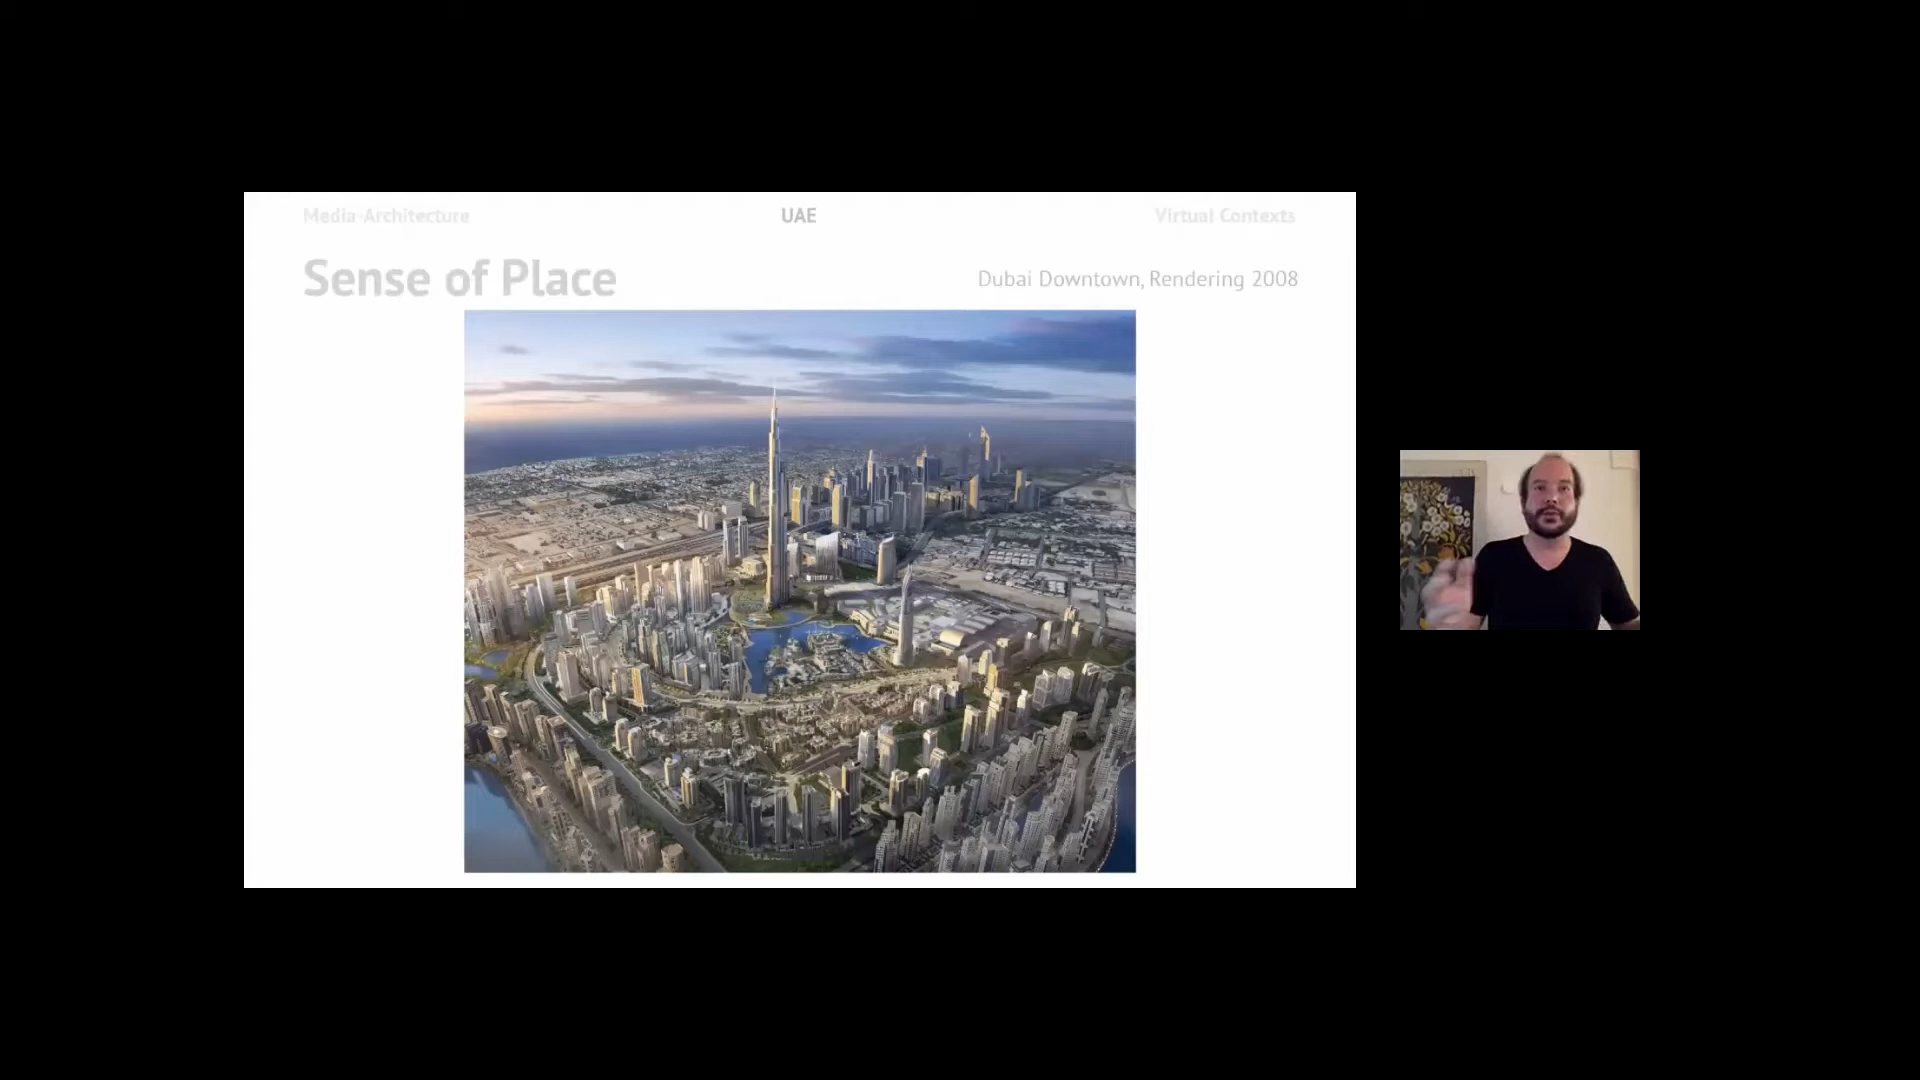 Media-Architecture
UAE
Virtual Contexts
Sense of Place
Dubai Downtown, Rendering 2008